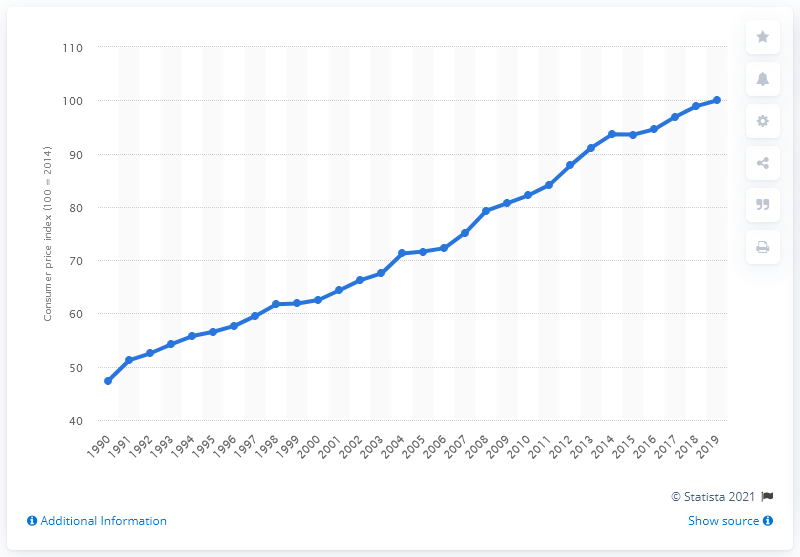 110
100
90
80
70
60
50
40
Consumer price index (100 = 2014)
1990 1991 1992 1993 1994 1995 1996 1997 1998 1999 2000 2001 2002 2003 2004 2005 2006 2007 2008 2009 2010 2011 2012 2013 2014 2015 2016 2017 2018 2019
© Statista 2021
Additional Information
Show source